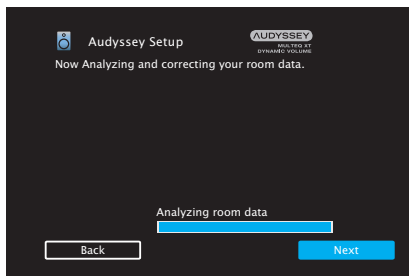 Audyssey Setup
AUDYSSEY
MULTEQ XT
DYNAMIC VOLUME
Now Analyzing and correcting your room data.
Analyzing room data
Back
Next